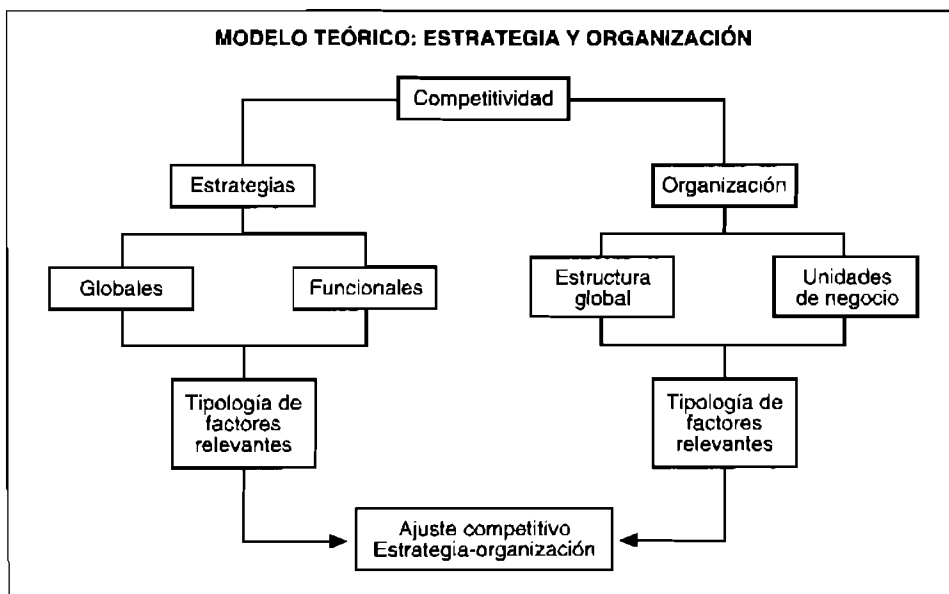 MODELO TEÓRICO: ESTRATEGIA Y ORGANIZACIÓN
Competitividad
Estrategias
Organización
Globales
Funcionales
Estructura
global
Unidades
de negocio
Tipología de
factores
relevantes
Tipología de
factores
relevantes
Ajuste competitivo
Estrategia-organización